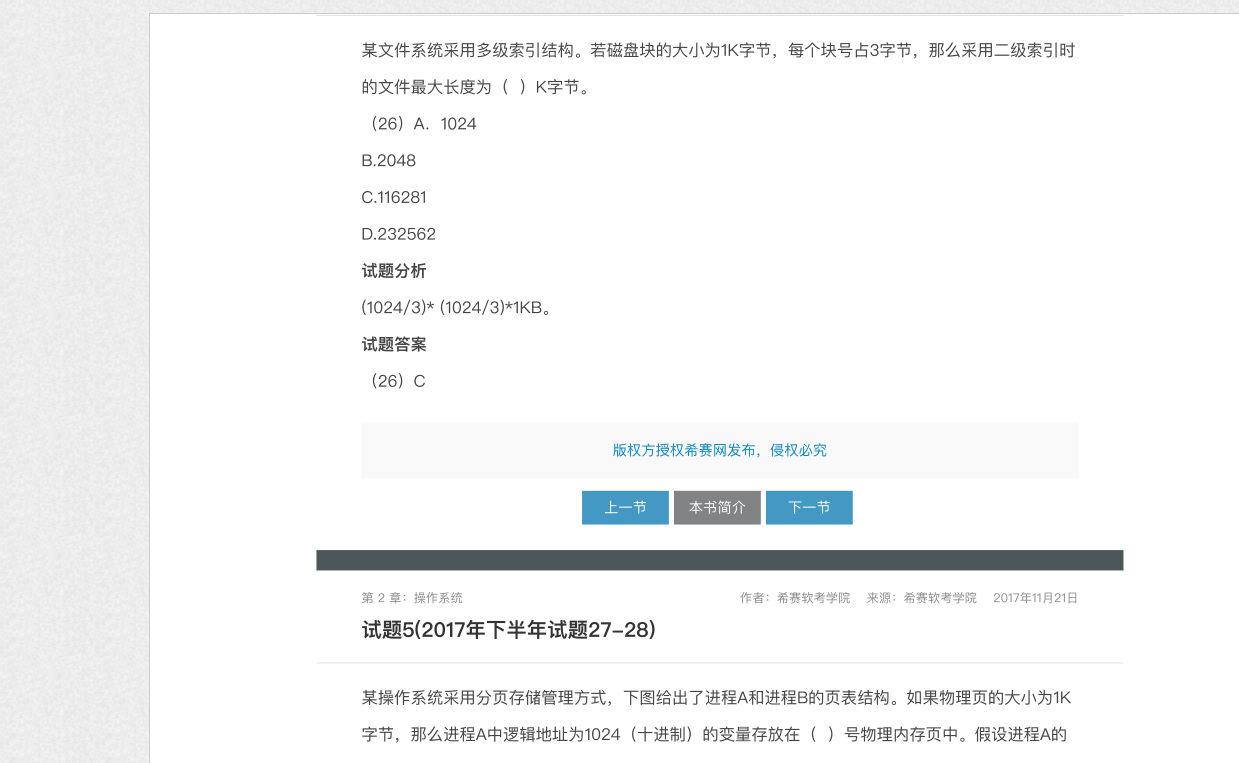 某文件系统采用多级索引结构。若磁盘块的大小为1K字节，每个块号占3字节，那么采用二级索引时
的文件最大长度为（  ）K字节。
（26）A．1024
B.2048
C.116281
D.232562
试题分析
(1024/3)* (1024/3)*1KB。
试题答案
（26）C
版权方授权希赛网发布，侵权必究
上一节 本书简介 下一节
第 2 章：操作系统 作者：希赛软考学院 来源：希赛软考学院 2017年11月21日
试题5(2017年下半年试题27-28)
某操作系统采用分页存储管理方式，下图给出了进程A和进程B的页表结构。如果物理页的大小为1K
字节，那么进程A中逻辑地址为1024（十进制）的变量存放在（  ）号物理内存页中。假设进程A的